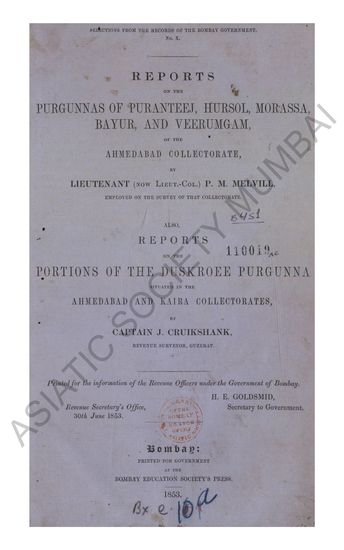 SELECTIONS FROM THE RECORDS OF THE BOMBAY GOVERNMENT.
No. X.
REPORTS
ON THE
PURGUNNAS OF PURANTEEJ, HURSOL, MORASSA,
BAYUR, AND VEERUMGAM,
OF THE
AHMEDABAD COLLECTORATE,
BY
LIEUTENANT (NOW LIEUT.-COL.) P. M. MELVILL,
EMPLOYED ON THE SURVEY OF THAT COLLECTORATE.
ALSO,
REPORTS
ON THE
PORTIONS OF THE DUSKROEE PURGUNNA
SITUATED IN THE
AHMEDABAD AND KAIRA COLLECTORATES,
BY
CAPTAIN J. CRUIKSHANK,
REVENUE SURVEYOR, GUZERAT.
Printed for the information of the Revenue Officers under the Government of Bombay.
H. E. GOLDSMID,
Revenue Secretary's Office,
Secretary to Government.
30th June 1853.
Bombay:
PRINTED FOR GOVERNMENT
AT THE
BOMBAY EDUCATION SOCIETY'S PRESS.
1853.
110019
ASIATIC SOCIETY MUMBAI